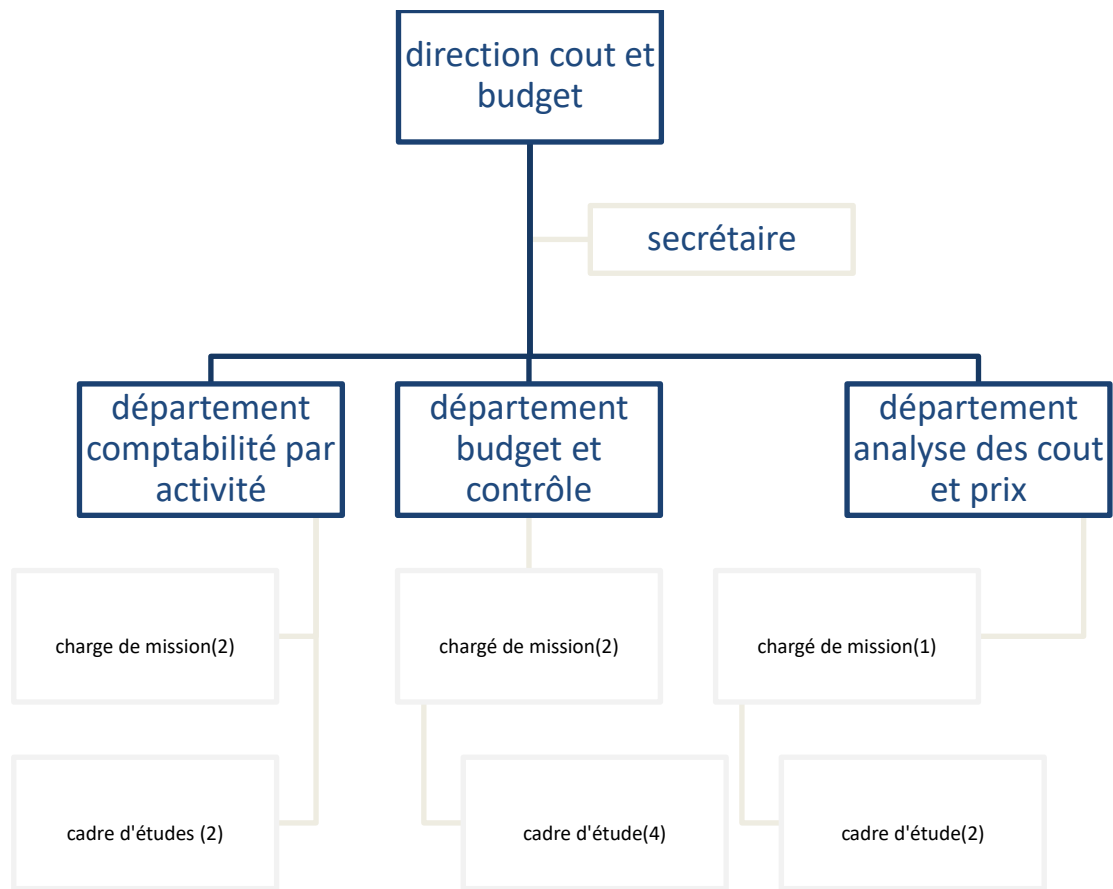 direction cout et
budget
secrétaire
département
comptabilité par
activité
département
budget et
contrôle
département
analyse des cout
et prix
charge de mission(2)
chargé de mission(2)
chargé de mission(1)
cadre d'études (2)
cadre d'étude(4)
cadre d'étude(2)